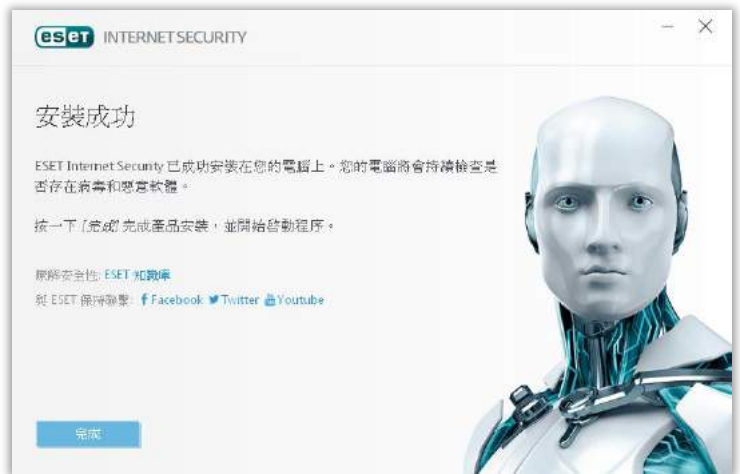 eset INTERNET SECURITY
安裝成功
ESET Internet Security 已成功安裝在您的電腦上。您的電腦將會持續檢查是
否存在病毒和惡意軟體。
按一下 [完成] 完成產品安裝，並開始啟動程序。
瞭解安全性: ESET 知識庫
與 ESET 保持聯繫: Facebook Twitter Youtube
完成